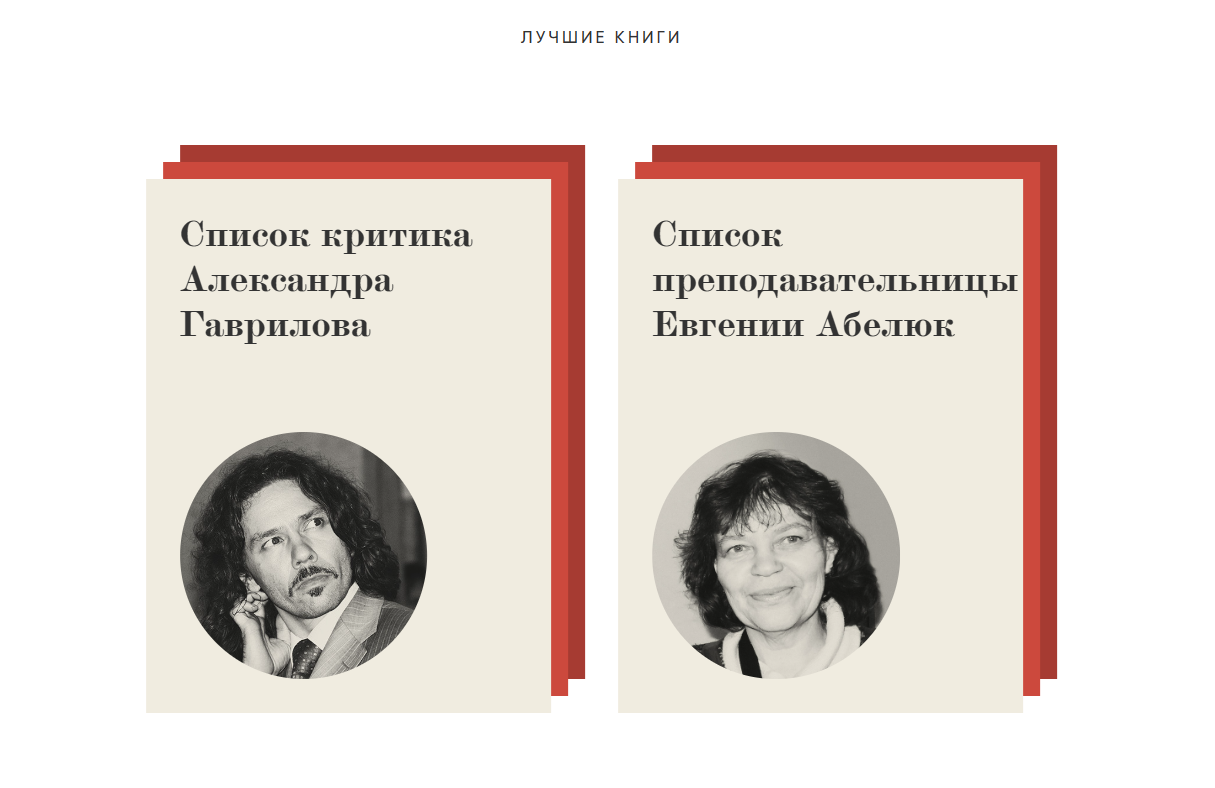 ЛУЧШИЕ КНИГИ
Список критика
Александра
Гаврилова
Список
преподавательницы
Евгении Абелюк